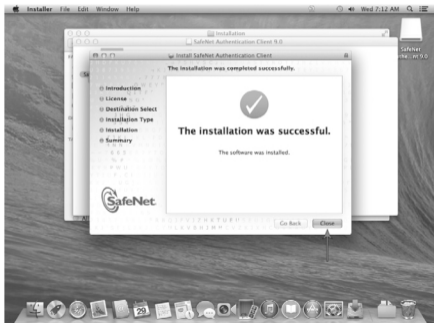 Installer File Edit Window Help
Wed 7:12 AM
Installation
SafeNet Authentication Client 9.0
Install SafeNet Authentication Client
The installation was completed successfully.
Introduction
License
Destination Select
Installation Type
Installation
Summary
The installation was successful.
The software was installed.
SafeNet
Go Back
Close
SafeNet
29